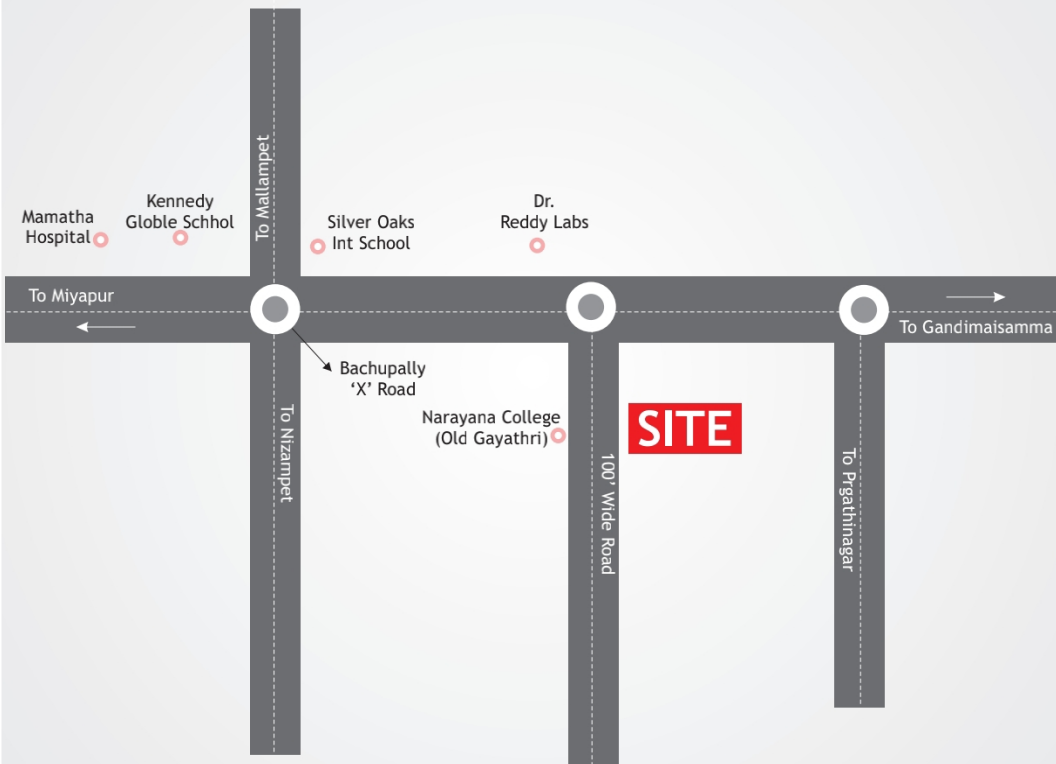 To Mallampet
Mamatha
Hospital
Kennedy
Globle Schhol
Silver Oaks
Int School
Dr.
Reddy Labs
To Miyapur
To Gandimaisamma
Bachupally
‘X’ Road
To Nizampet
Narayana College
(Old Gayathri)
SITE
100’ Wide Road
To Prgathinagar